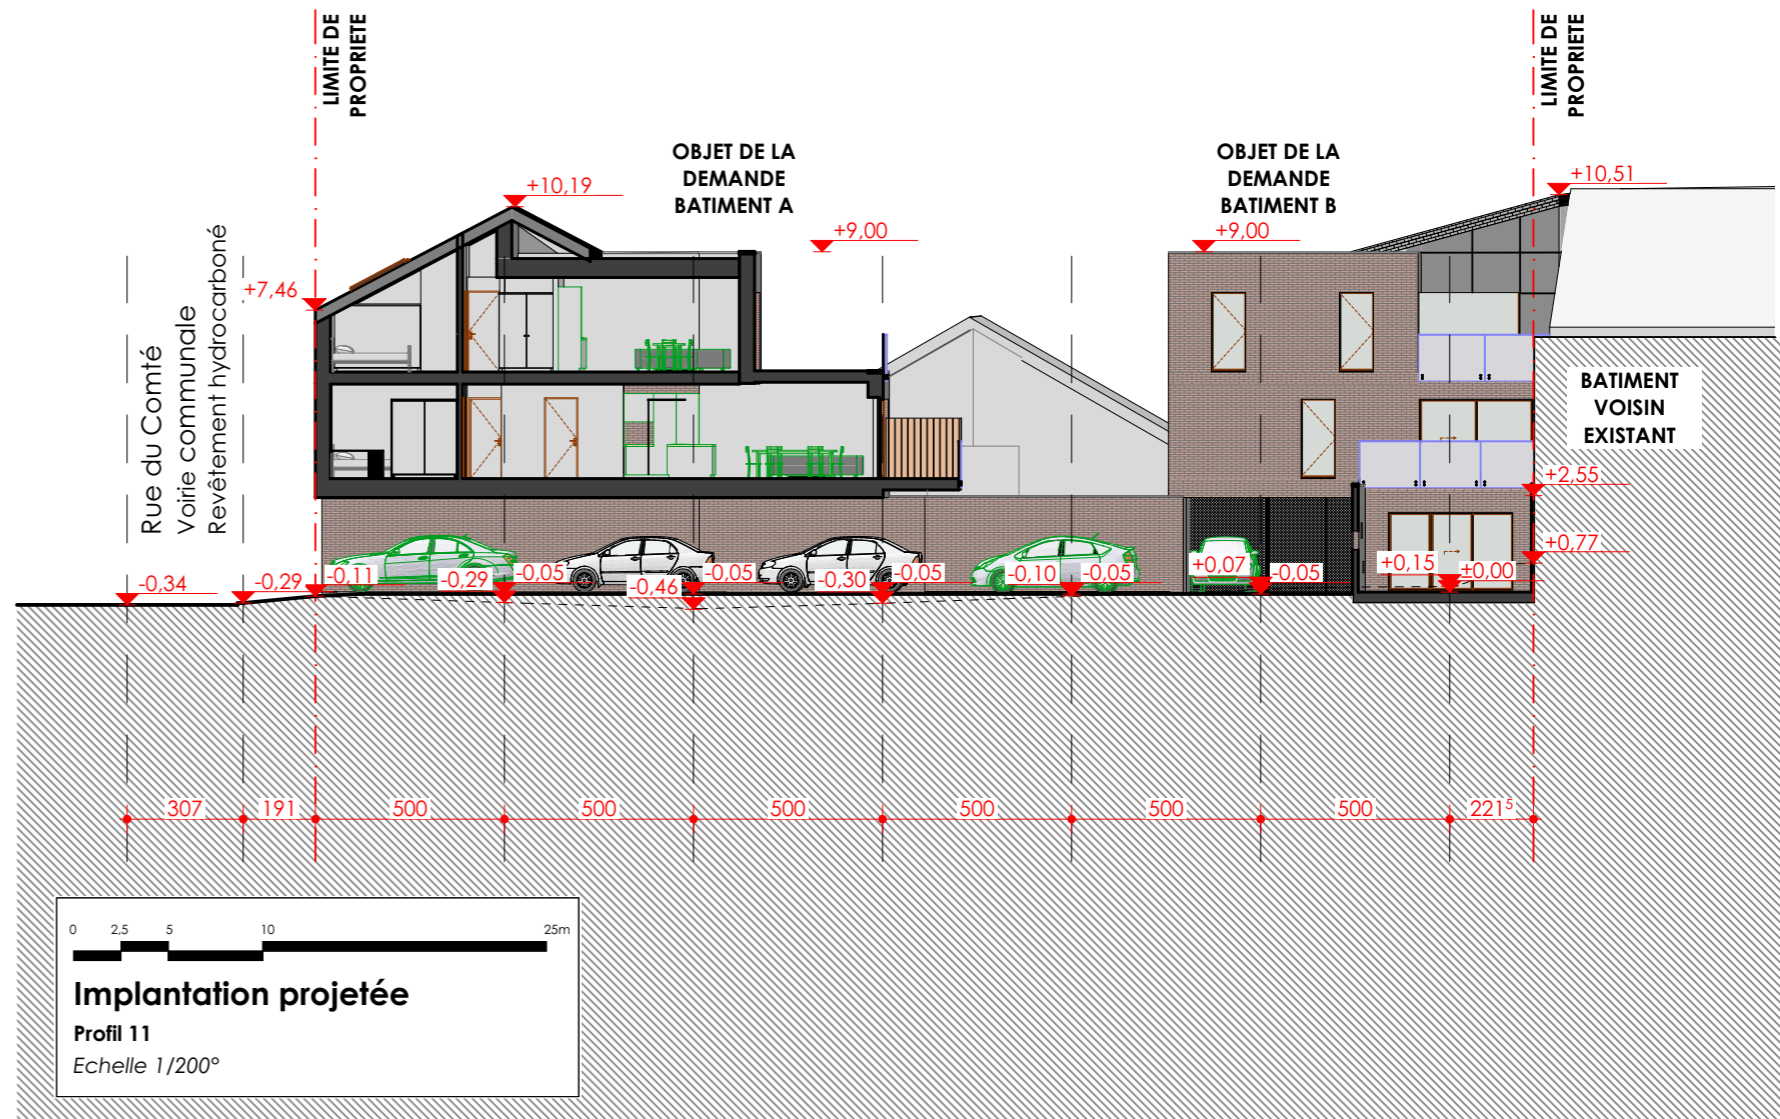 LIMITE DE
PROPRIETE
LIMITE DE
PROPRIETE
OBJET DE LA
DEMANDE
BATIMENT A
OBJET DE LA
DEMANDE
BATIMENT B
+10,19
+10,51
+9,00
+9,00
+7,46
Rue du Comté
Voirie communale
Revêtement hydrocarboné
BATIMENT
VOISIN
EXISTANT
+2,55
+0,77
-0,34
-0,29
-0,11
-0,29
-0,05
-0,46
-0,05
-0,30
-0,05
-0,10
-0,05
+0,07
-0,05
+0,15
±0,00
307
191
500
500
500
500
500
500
221⁵
0 2,5 5 10 25m
Implantation projetée
Profil 11
Echelle 1/200°